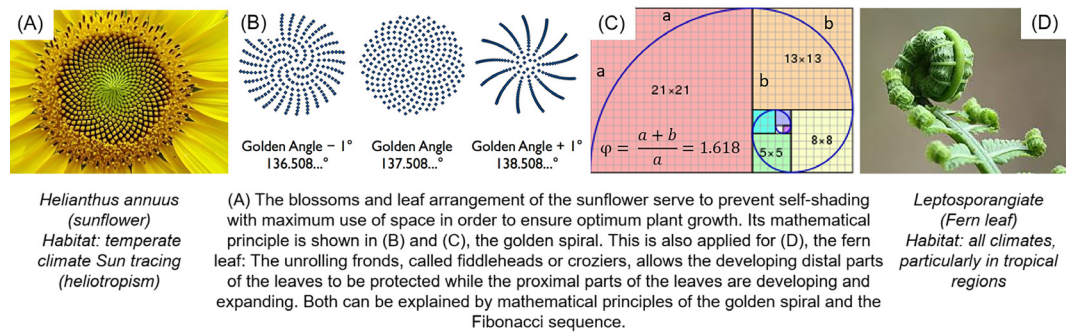 (A)
(B)
Golden Angle − 1°
136.508...°
Golden Angle
137.508...°
Golden Angle + 1°
138.508...°
(C)
a
b
a
b
13×13
21×21
φ = (a + b)/a = 1.618
5×5
8×8
(D)
Helianthus annuus
(sunflower)
Habitat: temperate
climate Sun tracing
(heliotropism)
(A) The blossoms and leaf arrangement of the sunflower serve to prevent self-shading
with maximum use of space in order to ensure optimum plant growth. Its mathematical
principle is shown in (B) and (C), the golden spiral. This is also applied for (D), the fern
leaf: The unrolling fronds, called fiddleheads or croziers, allows the developing distal parts
of the leaves to be protected while the proximal parts of the leaves are developing and
expanding. Both can be explained by mathematical principles of the golden spiral and the
Fibonacci sequence.
Leptosporangiate
(Fern leaf)
Habitat: all climates,
particularly in tropical
regions